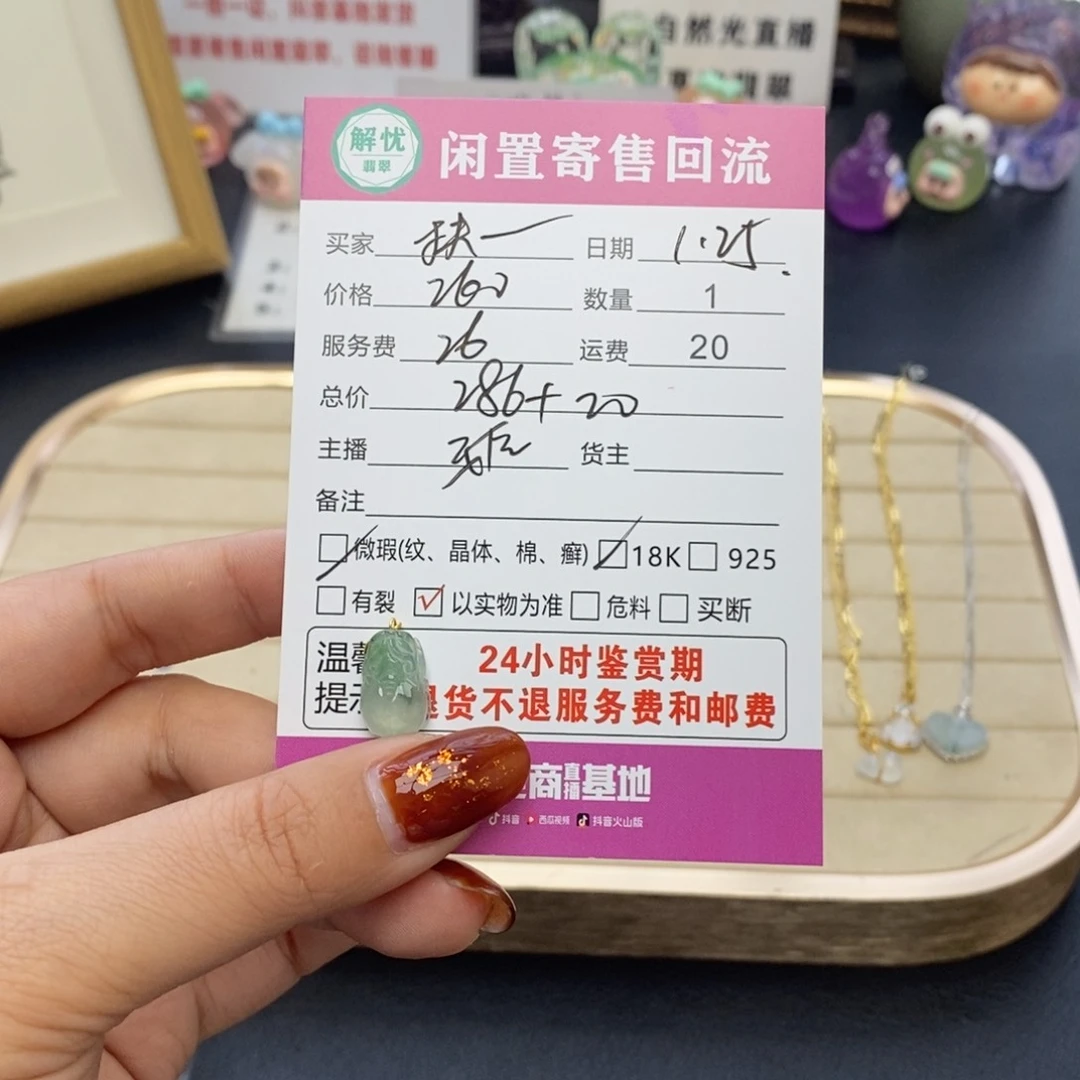 自然光直播
解忧
翡翠
闲置寄售回流
买家 扶一 日期 1.25.
价格 260 数量 1
服务费 26 运费 20
总价 286+20
主播 货主
备注
微瑕(纹、晶体、棉、癣) 18K 925
有裂 以实物为准 危料 买断
温馨 24小时鉴赏期
提示 退货不退服务费和邮费
商直播基地
抖音 西瓜视频 抖音火山版